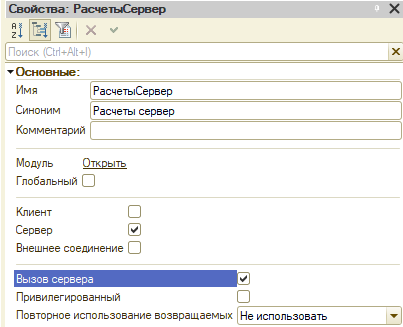 Свойства: РасчетыСервер
Поиск (Ctrl+Alt+I)
Основные:
Имя РасчетыСервер
Синоним Расчеты сервер
Комментарий
Модуль Открыть
Глобальный
Клиент
Сервер
Внешнее соединение
Вызов сервера
Привилегированный
Повторное использование возвращаемых Не использовать